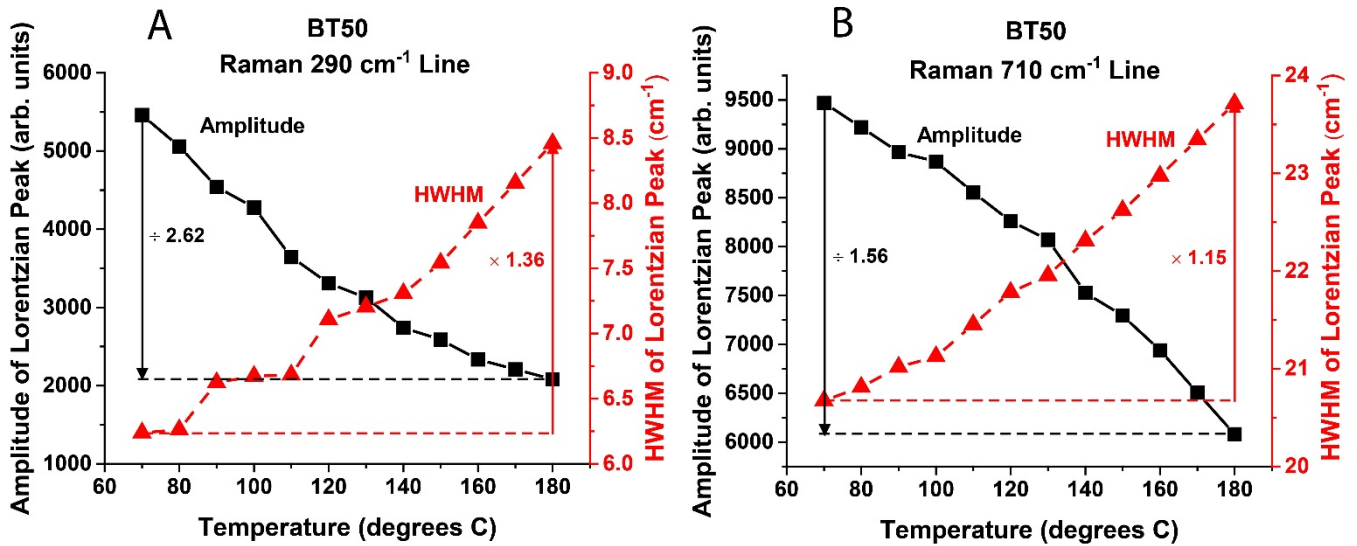 A
BT50
Raman 290 cm⁻¹ Line
Amplitude of Lorentzian Peak (arb. units)
6000
5000
4000
3000
2000
1000
Amplitude
HWHM
÷ 2.62
× 1.36
9.0
8.5
8.0
7.5
7.0
6.5
6.0
HWHM of Lorentzian Peak (cm⁻¹)
60 80 100 120 140 160 180
Temperature (degrees C)
B
BT50
Raman 710 cm⁻¹ Line
Amplitude of Lorentzian Peak (arb. units)
9500
9000
8500
8000
7500
7000
6500
6000
Amplitude
HWHM
÷ 1.56
× 1.15
24
23
22
21
20
HWHM of Lorentzian Peak (cm⁻¹)
60 80 100 120 140 160 180
Temperature (degrees C)